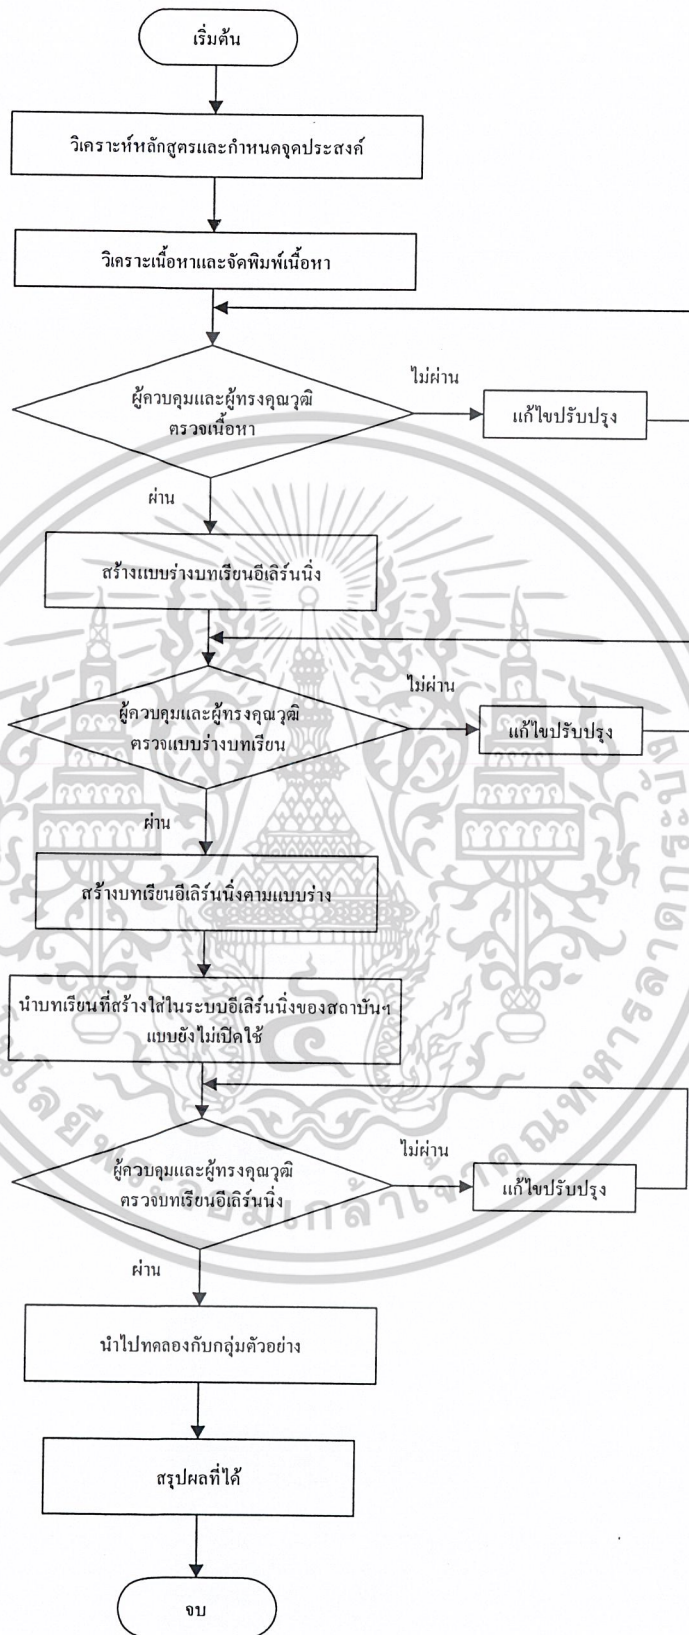 เริ่มต้น
วิเคราะห์หลักสูตรและกำหนดจุดประสงค์
วิเคราะเนื้อหาและจัดพิมพ์เนื้อหา
ผู้ควบคุมและผู้ทรงคุณวุฒิ
ตรวจเนื้อหา
ไม่ผ่าน
แก้ไขปรับปรุง
ผ่าน
สร้างแบบร่างบทเรียนอีเลิร์นนิ่ง
ผู้ควบคุมและผู้ทรงคุณวุฒิ
ตรวจแบบร่างบทเรียน
ไม่ผ่าน
แก้ไขปรับปรุง
ผ่าน
สร้างบทเรียนอีเลิร์นนิ่งตามแบบร่าง
นำบทเรียนที่สร้างใส่ในระบบอีเลิร์นนิ่งของสถาบันฯ
แบบยังไม่เปิดใช้
ผู้ควบคุมและผู้ทรงคุณวุฒิ
ตรวจบทเรียนอีเลิร์นนิ่ง
ไม่ผ่าน
แก้ไขปรับปรุง
ผ่าน
นำไปทดลองกับกลุ่มตัวอย่าง
สรุปผลที่ได้
จบ